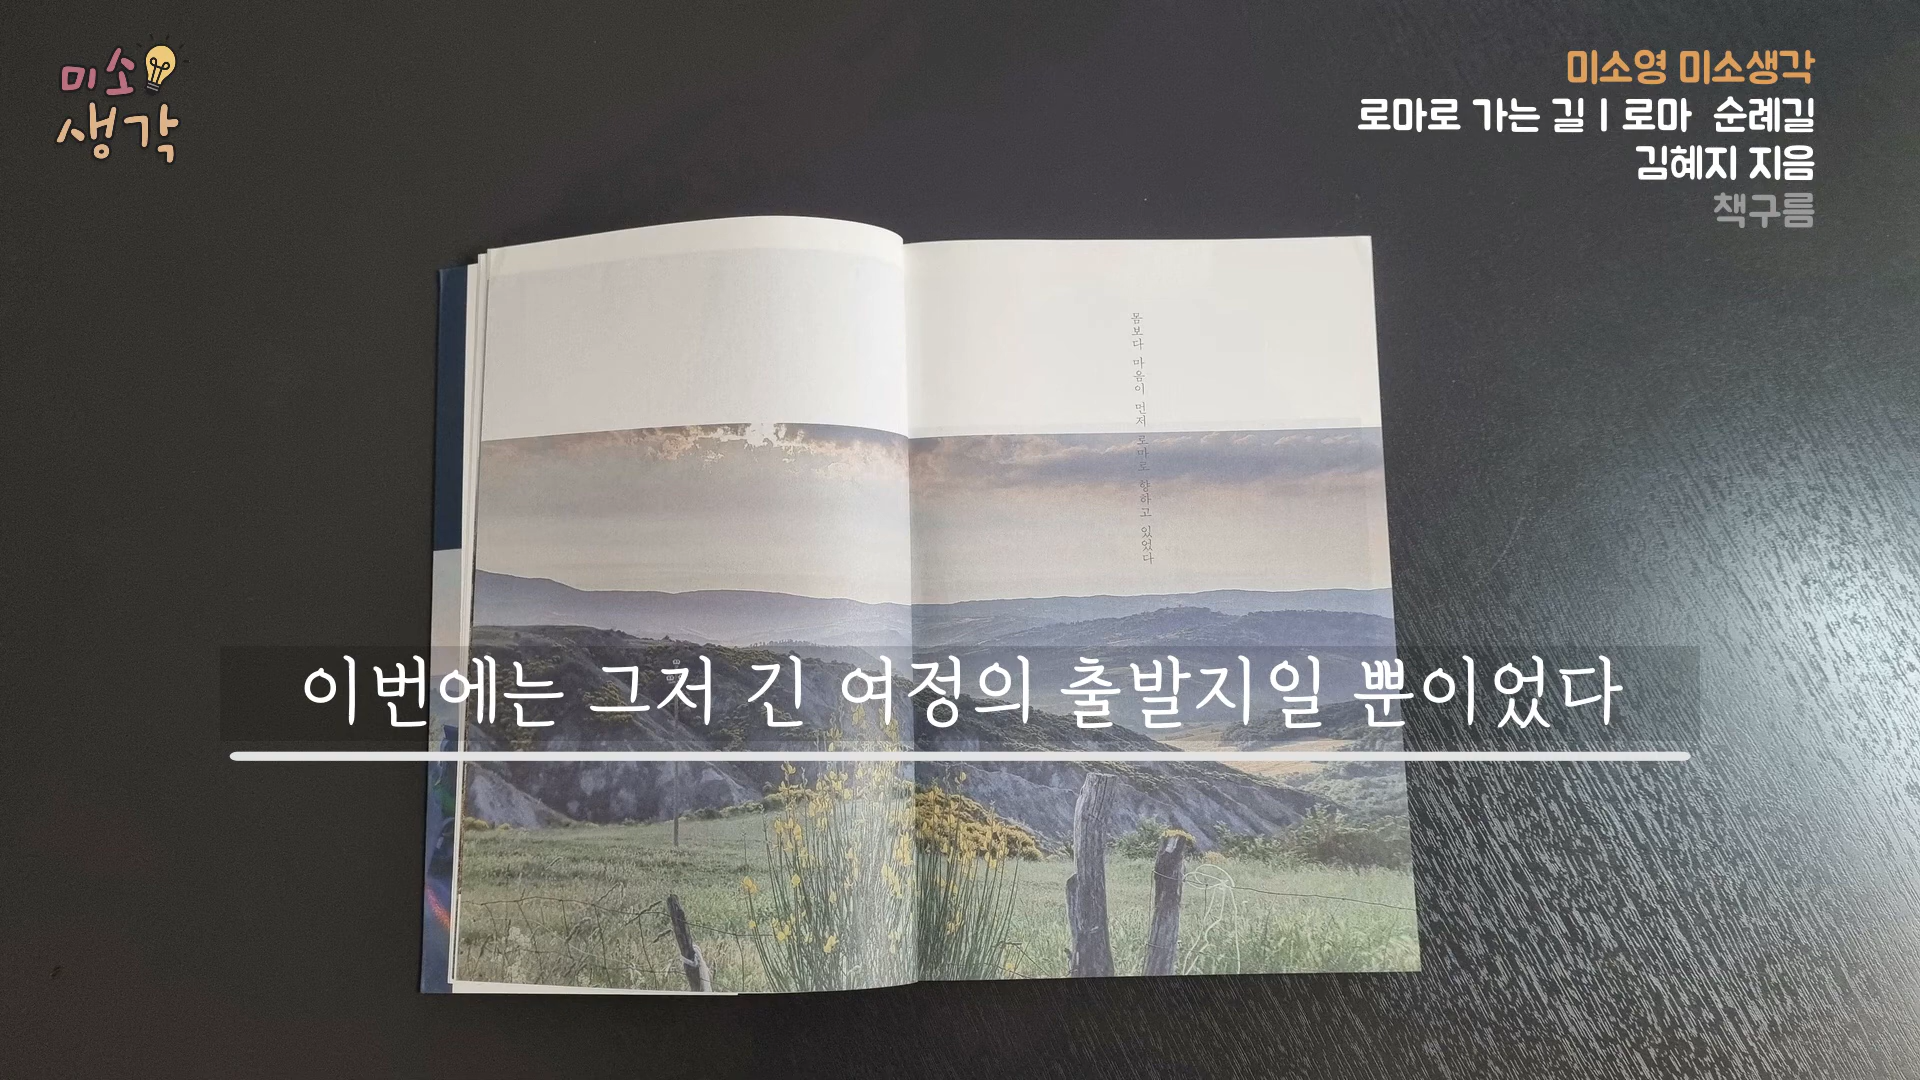 미소
생각
미소영 미소생각
로마로 가는 길 | 로마 순례길
김혜지 지음
책구름
몸보다 마음이 먼저 로마로 향하고 있었다
이번에는 그저 긴 여정의 출발지일 뿐이었다